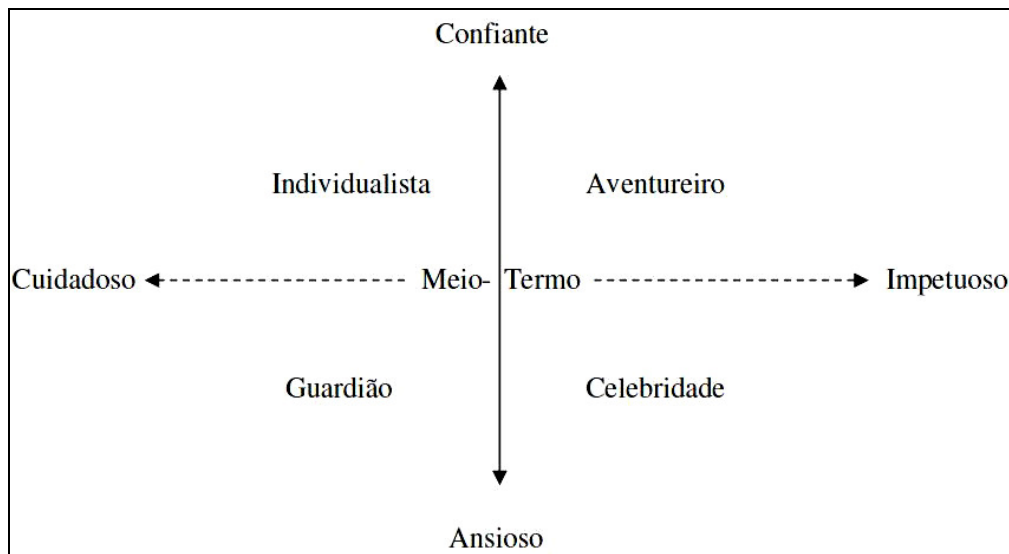 Confiante
Individualista Aventureiro
Cuidadoso Meio- Termo Impetuoso
Guardião Celebridade
Ansioso